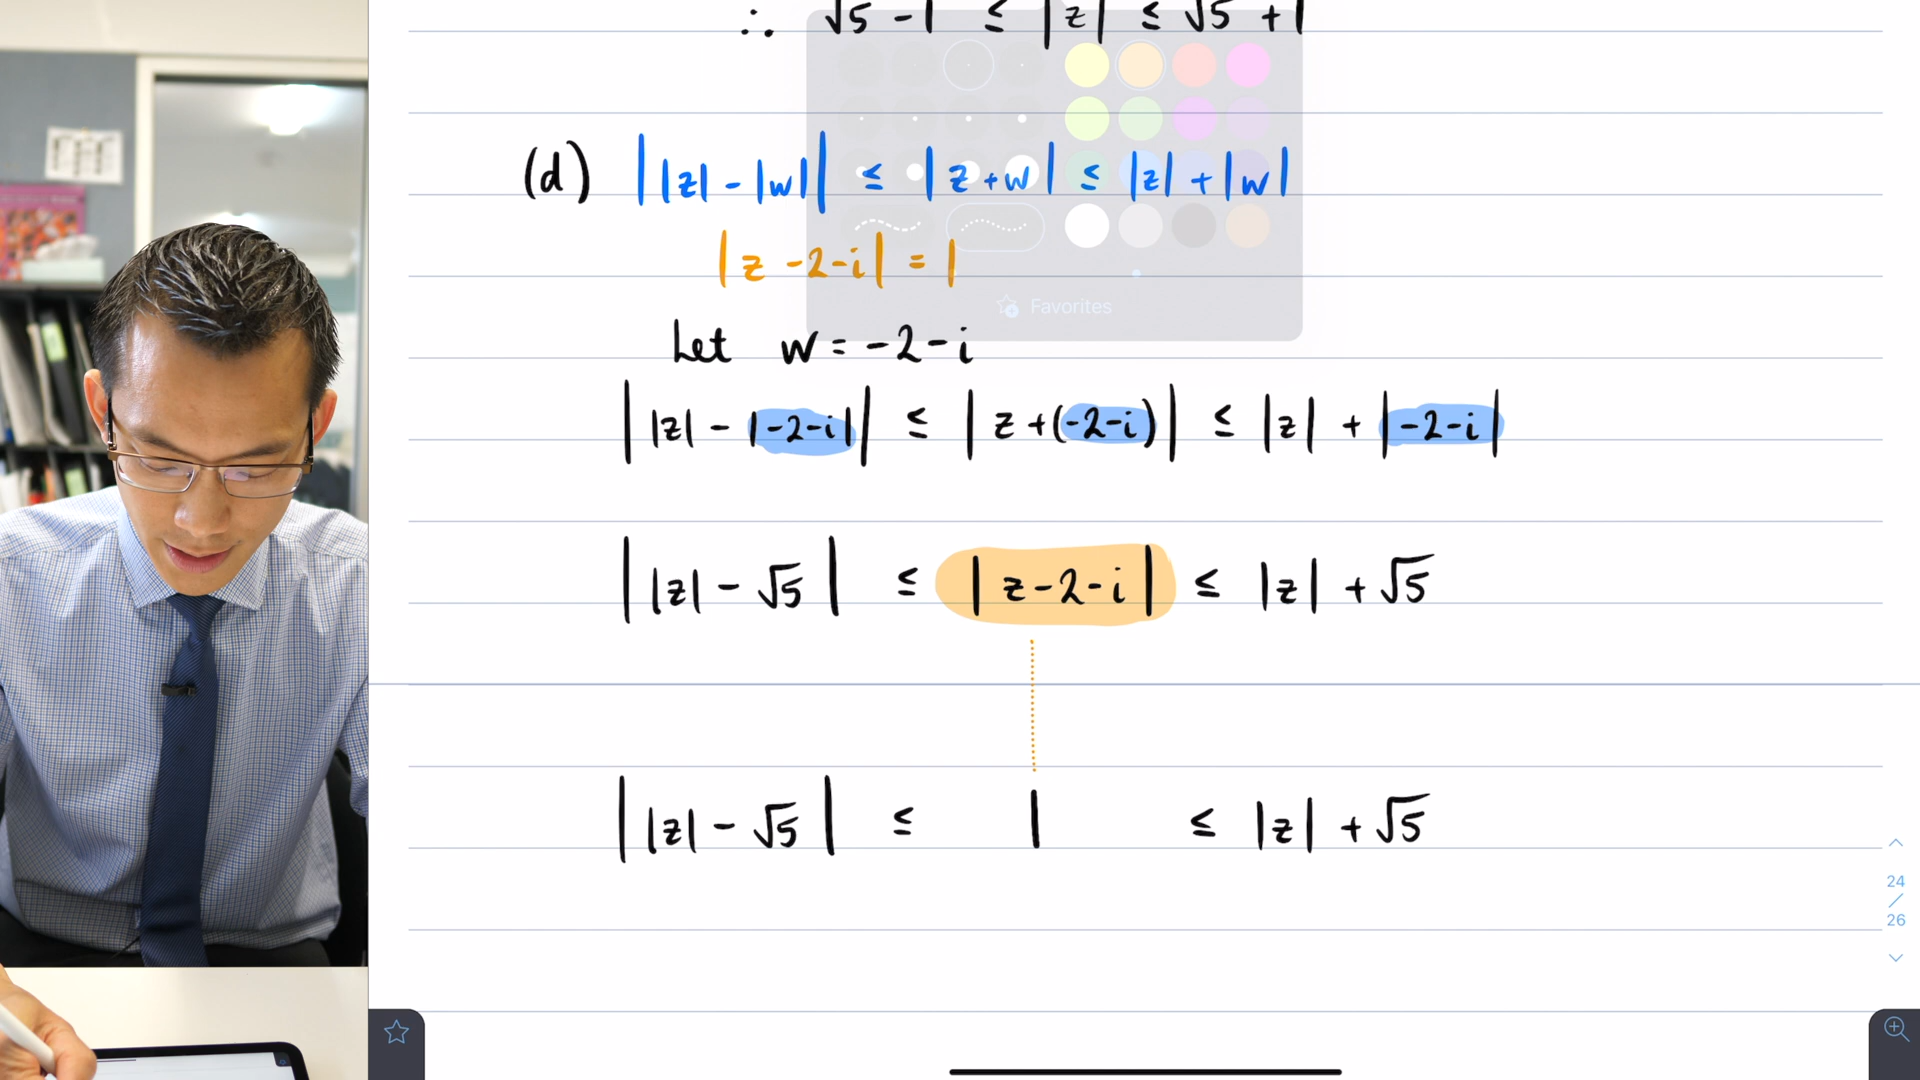 ∴ √5 - 1 ≤ |z| ≤ √5 + 1
(d) ||z| - |w|| ≤ |z + w| ≤ |z| + |w|
|z - 2 - i| = 1
Favorites
Let w = -2 - i
||z| - |-2-i|| ≤ |z + (-2-i)| ≤ |z| + |-2-i|
||z| - √5| ≤ |z - 2 - i| ≤ |z| + √5
||z| - √5| ≤ 1 ≤ |z| + √5
24
/
26